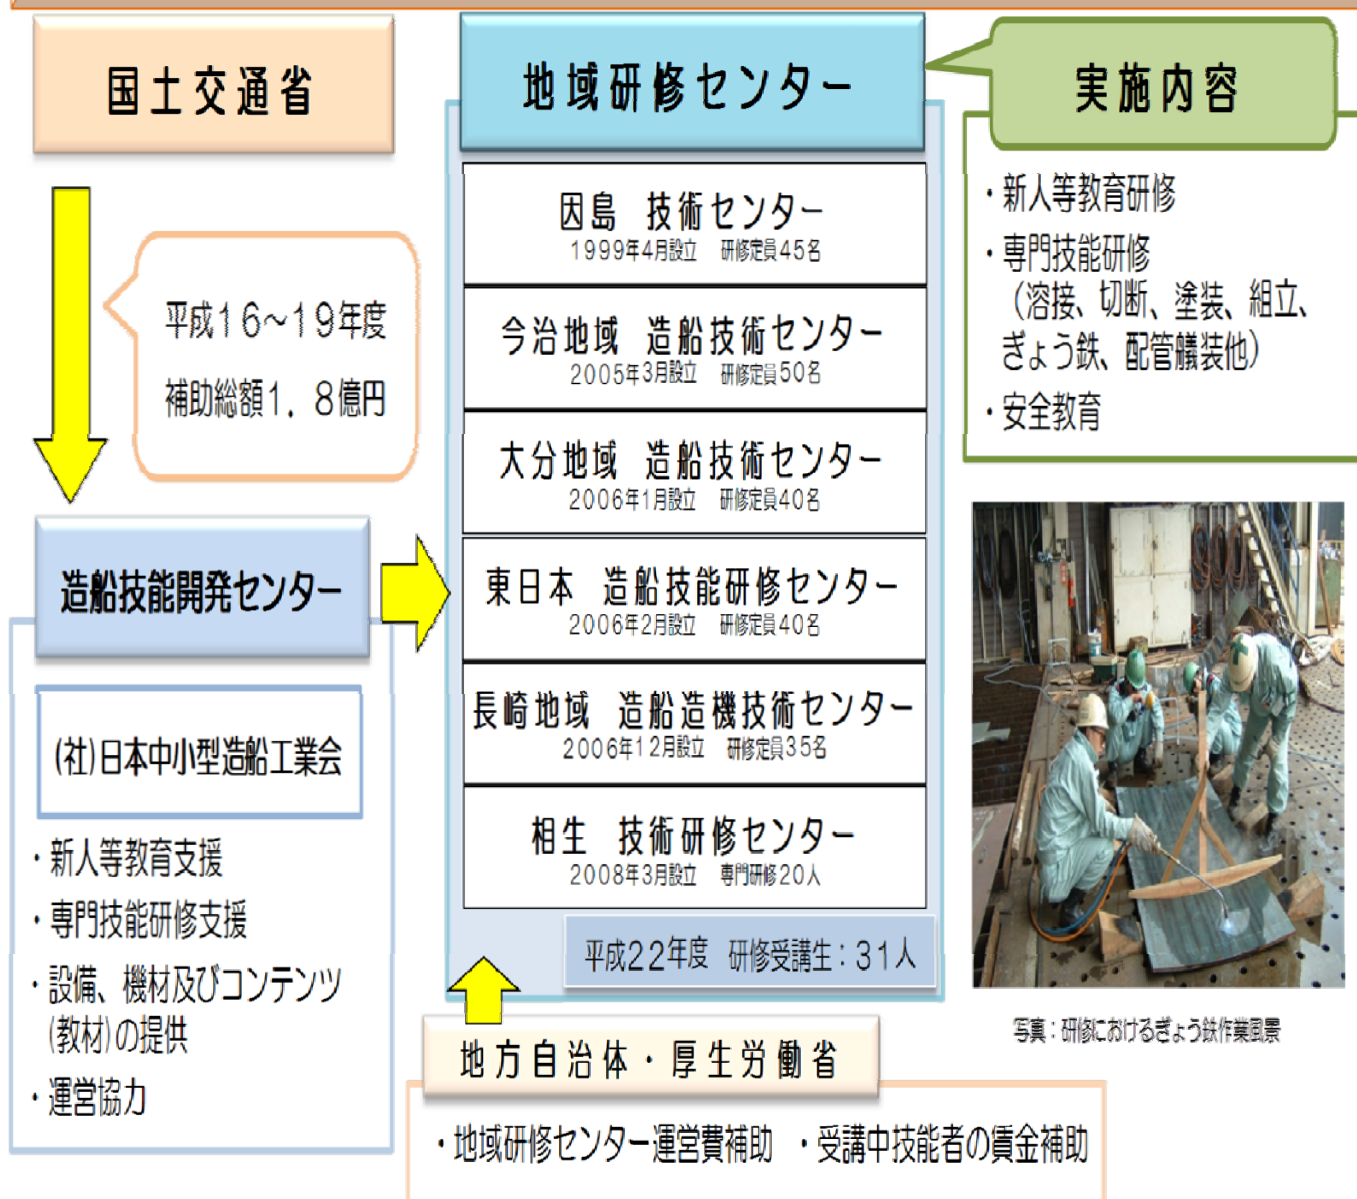 国土交通省
平成16～19年度
補助総額1．8億円
造船技能開発センター
(社)日本中小型造船工業会
・新人等教育支援
・専門技能研修支援
・設備、機材及びコンテンツ
(教材)の提供
・運営協力
地域研修センター
因島　技術センター
1999年4月設立　研修定員45名
今治地域　造船技術センター
2005年3月設立　研修定員50名
大分地域　造船技術センター
2006年1月設立　研修定員40名
東日本　造船技能研修センター
2006年2月設立　研修定員40名
長崎地域　造船造機技術センター
2006年12月設立　研修定員35名
相生　技術研修センター
2008年3月設立　専門研修20人
平成22年度　研修受講生：31人
地方自治体・厚生労働省
・地域研修センター運営費補助　・受講中技能者の賃金補助
実施内容
・新人等教育研修
・専門技能研修
（溶接、切断、塗装、組立、
ぎょう鉄、配管艤装他）
・安全教育
写真：研修におけるぎょう鉄作業風景